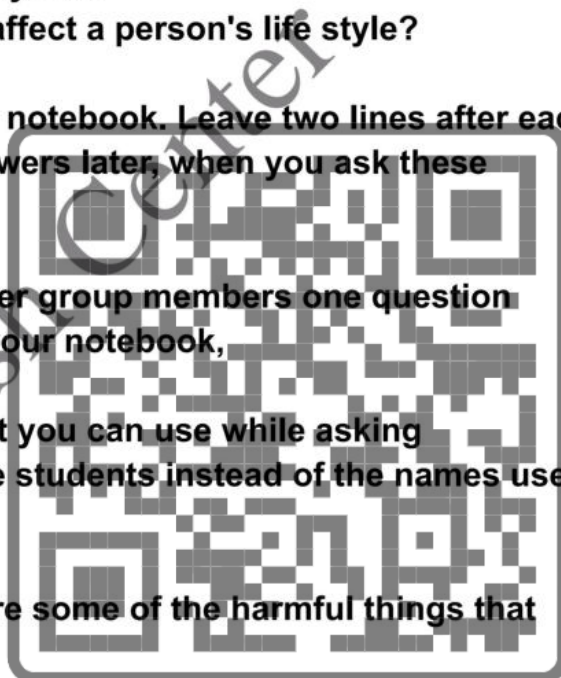 affect a person's life style?
notebook. Leave two lines after eac
wers later, when you ask these
er group members one question
our notebook,
t you can use while asking
e students instead of the names use
re some of the harmful things that
Center